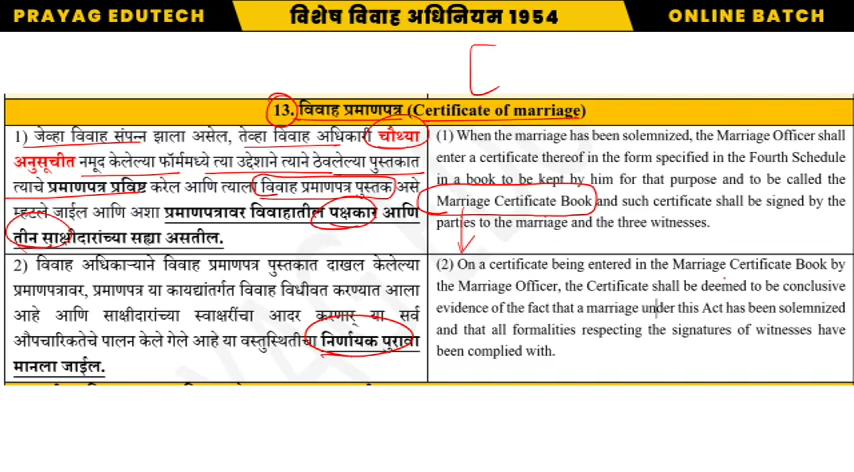 PRAYAG EDUTECH
विशेष विवाह अधिनियम 1954
ONLINE BATCH
13. विवाह प्रमाणपत्र (Certificate of marriage)
1) जेव्हा विवाह संपन्न झाला असेल, तेव्हा विवाह अधिकारी चौथ्या
अनुसूचीत नमूद केलेल्या फॉर्ममध्ये त्या उद्देशाने त्याने ठेवलेल्या पुस्तकात
त्याचे प्रमाणपत्र प्रविष्ट करेल आणि त्याला विवाह प्रमाणपत्र पुस्तक असे
म्हटले जाईल आणि अशा प्रमाणपत्रावर विवाहातील पक्षकार आणि
तीन साक्षीदारांच्या सह्या असतील.
(1) When the marriage has been solemnized, the Marriage Officer shall
enter a certificate thereof in the form specified in the Fourth Schedule
in a book to be kept by him for that purpose and to be called the
Marriage Certificate Book and such certificate shall be signed by the
parties to the marriage and the three witnesses.
2) विवाह अधिकाऱ्याने विवाह प्रमाणपत्र पुस्तकात दाखल केलेल्या
प्रमाणपत्रावर, प्रमाणपत्र या कायद्यांतर्गत विवाह विधीवत करण्यात आला
आहे आणि साक्षीदारांच्या स्वाक्षरींचा आदर करणार् या सर्व
औपचारिकतेचे पालन केले गेले आहे या वस्तुस्थितीचा निर्णायक पुरावा
मानला जाईल.
(2) On a certificate being entered in the Marriage Certificate Book by
the Marriage Officer, the Certificate shall be deemed to be conclusive
evidence of the fact that a marriage under this Act has been solemnized
and that all formalities respecting the signatures of witnesses have
been complied with.